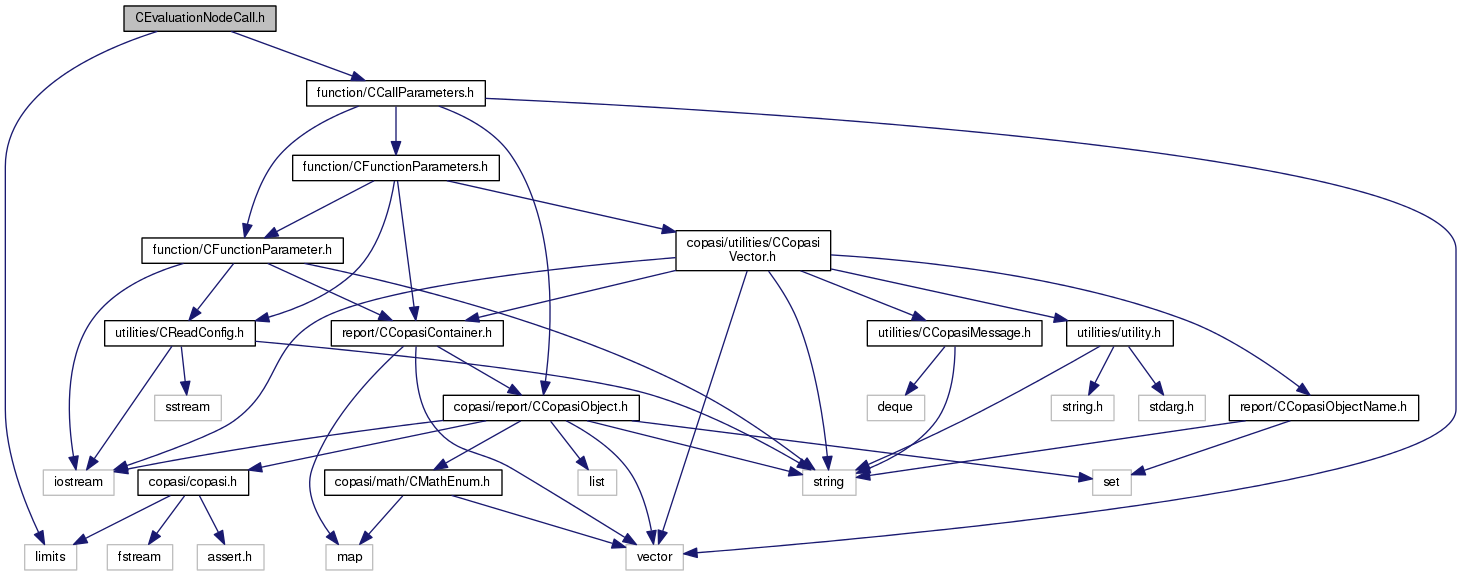 CEvaluationNodeCall.h
function/CCallParameters.h
function/CFunctionParameters.h
function/CFunctionParameter.h
copasi/utilities/CCopasi
Vector.h
utilities/CReadConfig.h
report/CCopasiContainer.h
utilities/CCopasiMessage.h
utilities/utility.h
sstream
copasi/report/CCopasiObject.h
deque
string.h
stdarg.h
report/CCopasiObjectName.h
iostream
copasi/copasi.h
copasi/math/CMathEnum.h
list
string
set
limits
fstream
assert.h
map
vector